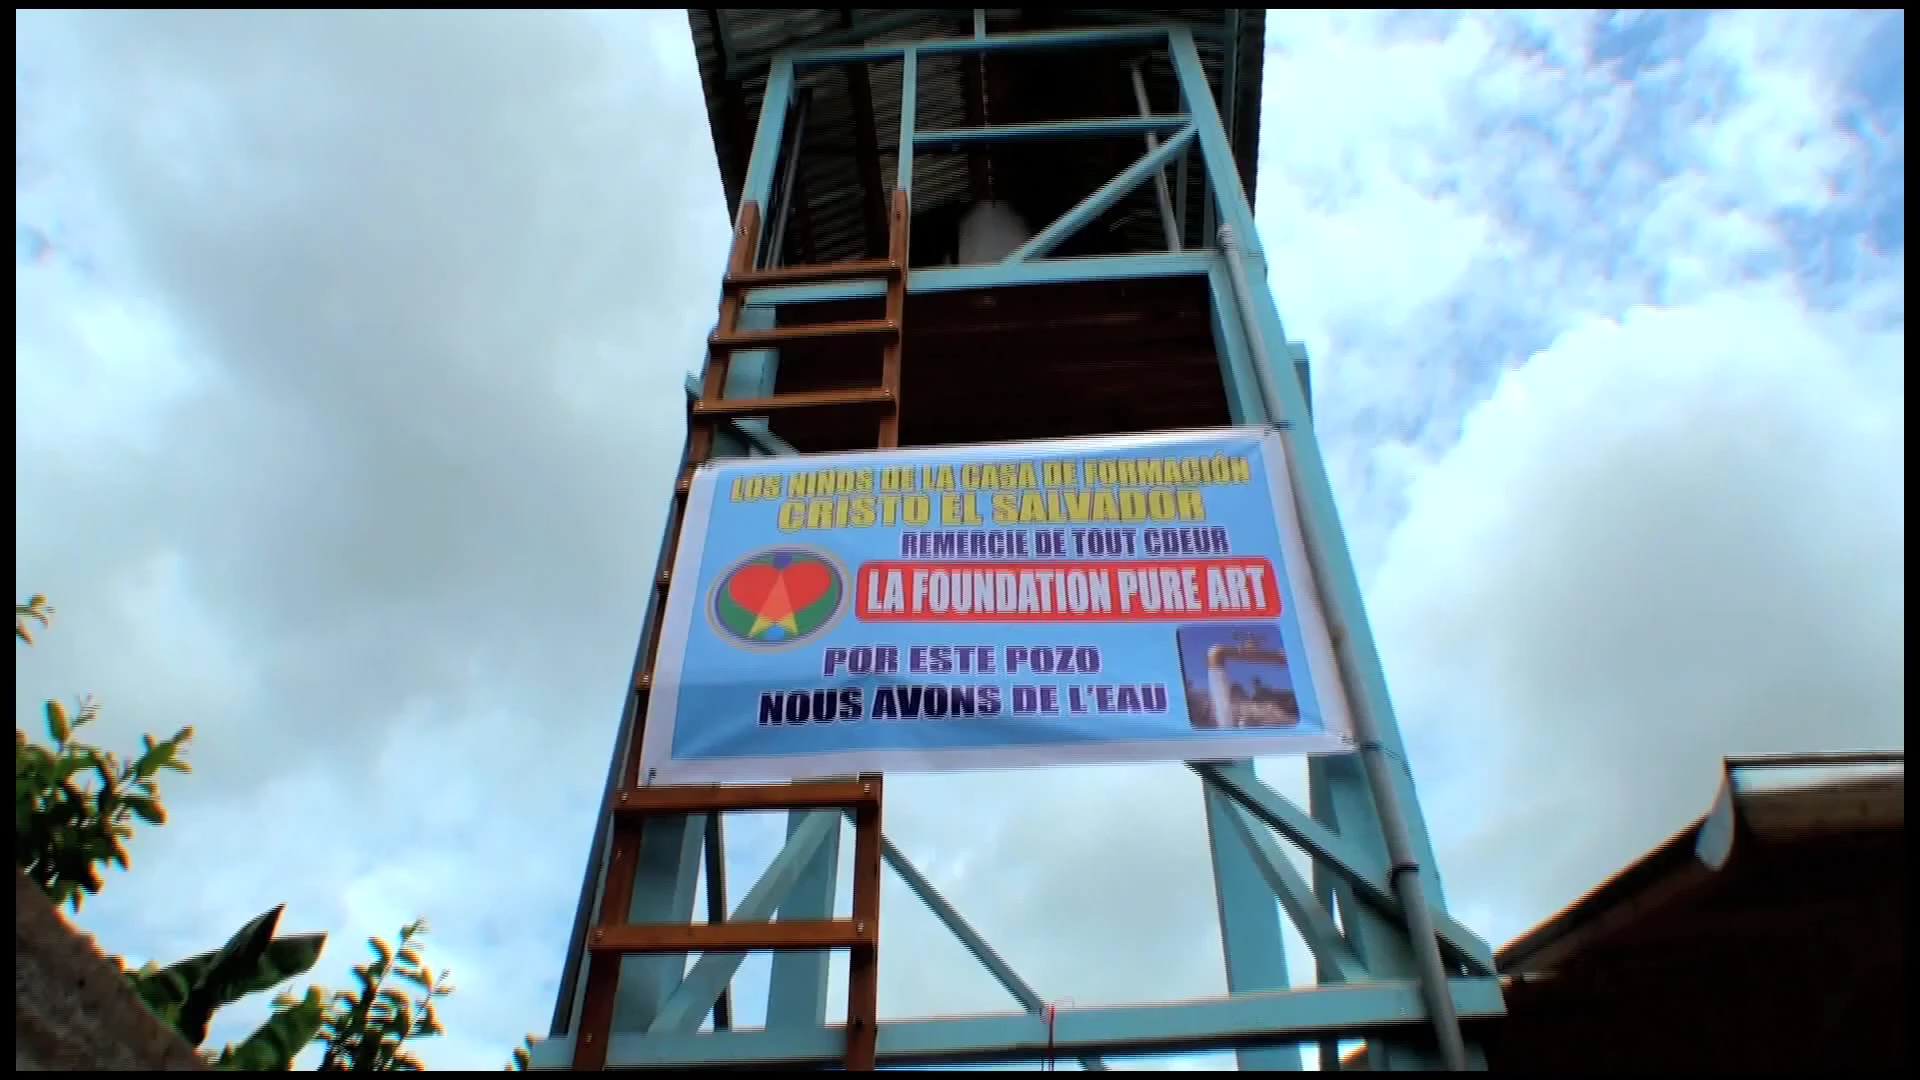 LOS NIÑOS DE LA CASA DE FORMACIÓN
CRISTO EL SALVADOR
REMERCIE DE TOUT CDEUR
LA FOUNDATION PURE ART
POR ESTE POZO
NOUS AVONS DE L'EAU